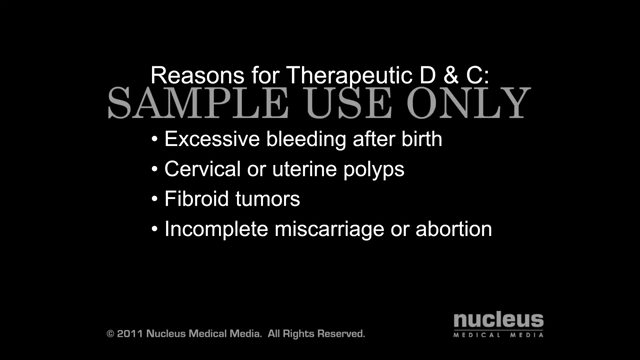 Reasons for Therapeutic D & C:
SAMPLE USE ONLY
• Excessive bleeding after birth
• Cervical or uterine polyps
• Fibroid tumors
• Incomplete miscarriage or abortion
nucleus
MEDICAL MEDIA
© 2011 Nucleus Medical Media. All Rights Reserved.